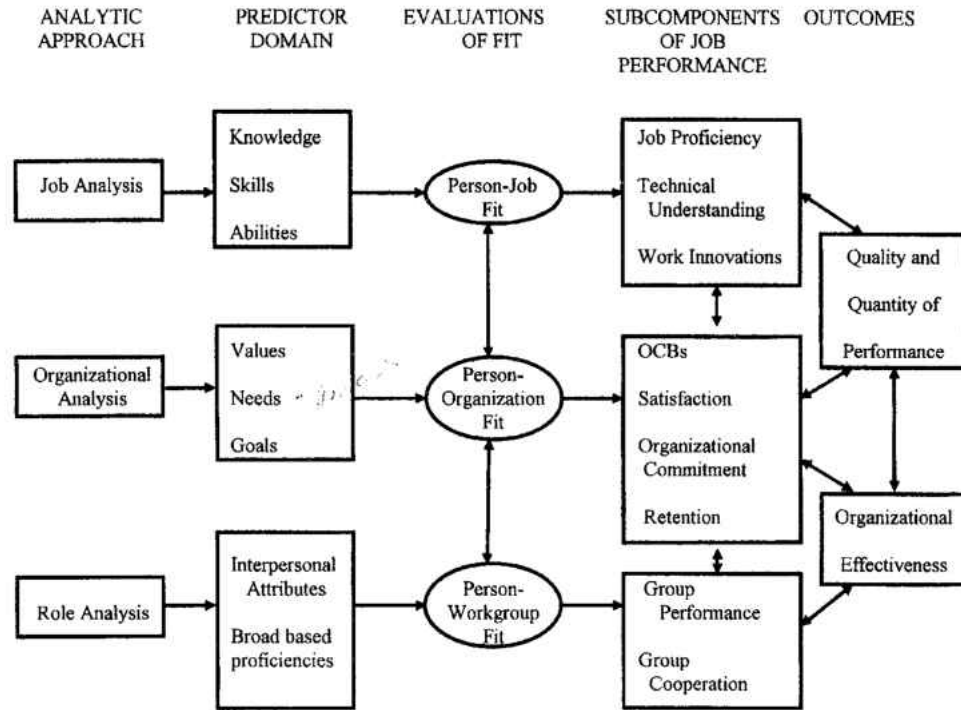 ANALYTIC
APPROACH
PREDICTOR
DOMAIN
EVALUATIONS
OF FIT
SUBCOMPONENTS
OF JOB
PERFORMANCE
OUTCOMES
Job Analysis
Knowledge
Skills
Abilities
Person-Job
Fit
Job Proficiency
Technical
Understanding
Work Innovations
Quality and
Quantity of
Performance
Organizational
Analysis
Values
Needs
Goals
Person-
Organization
Fit
OCBs
Satisfaction
Organizational
Commitment
Retention
Organizational
Effectiveness
Role Analysis
Interpersonal
Attributes
Broad based
proficiencies
Person-
Workgroup
Fit
Group
Performance
Group
Cooperation